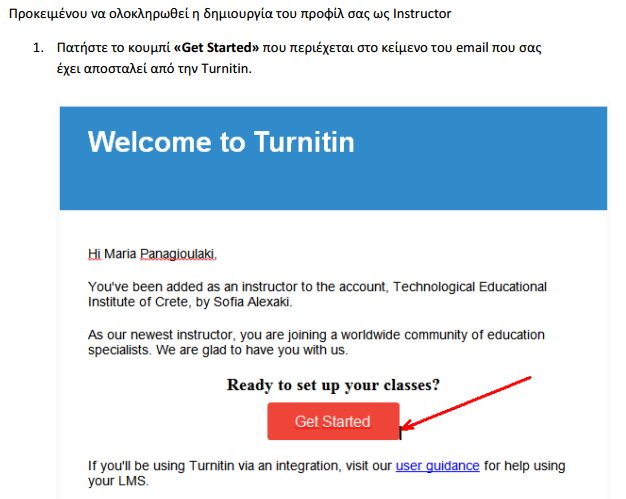 Προκειμένου να ολοκληρωθεί η δημιουργία του προφίλ σας ως Instructor
1. Πατήστε το κουμπί «Get Started» που περιέχεται στο κείμενο του email που σας
έχει αποσταλεί από την Turnitin.
Welcome to Turnitin
Hi Maria Panagioulaki,
You've been added as an instructor to the account, Technological Educational
Institute of Crete, by Sofia Alexaki.
As our newest instructor, you are joining a worldwide community of education
specialists. We are glad to have you with us.
Ready to set up your classes?
Get Started
If you'll be using Turnitin via an integration, visit our user guidance for help using
your LMS.